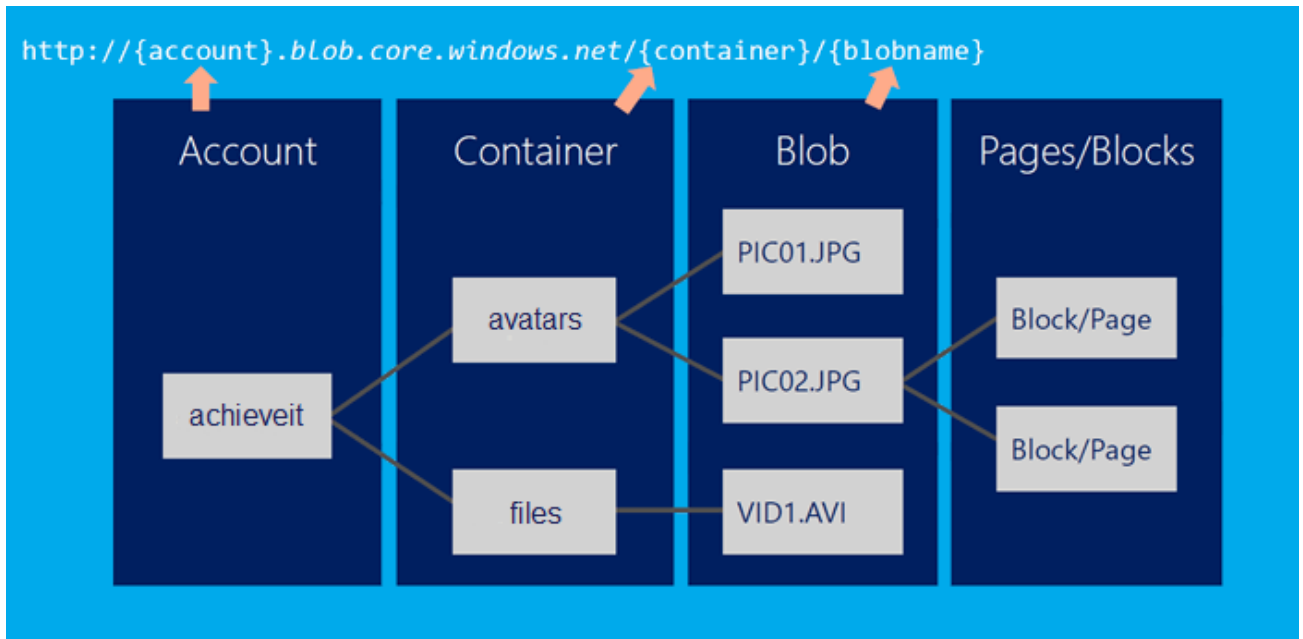 http://{account}.blob.core.windows.net/{container}/{blobname}
Account
Container
Blob
Pages/Blocks
achieveit
avatars
files
PIC01.JPG
PIC02.JPG
VID1.AVI
Block/Page
Block/Page